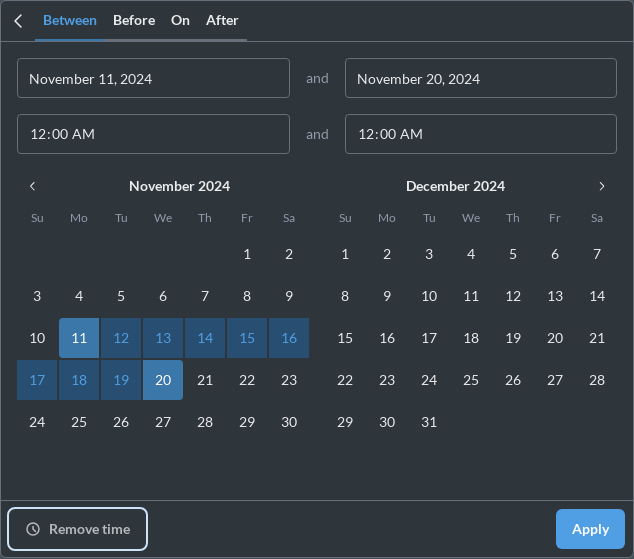 Between Before On After
November 11, 2024 and November 20, 2024
12:00 AM and 12:00 AM
November 2024 December 2024
Su Mo Tu We Th Fr Sa Su Mo Tu We Th Fr Sa
1 2 1 2 3 4 5 6 7
3 4 5 6 7 8 9 8 9 10 11 12 13 14
10 11 12 13 14 15 16 15 16 17 18 19 20 21
17 18 19 20 21 22 23 22 23 24 25 26 27 28
24 25 26 27 28 29 30 29 30 31
Remove time Apply